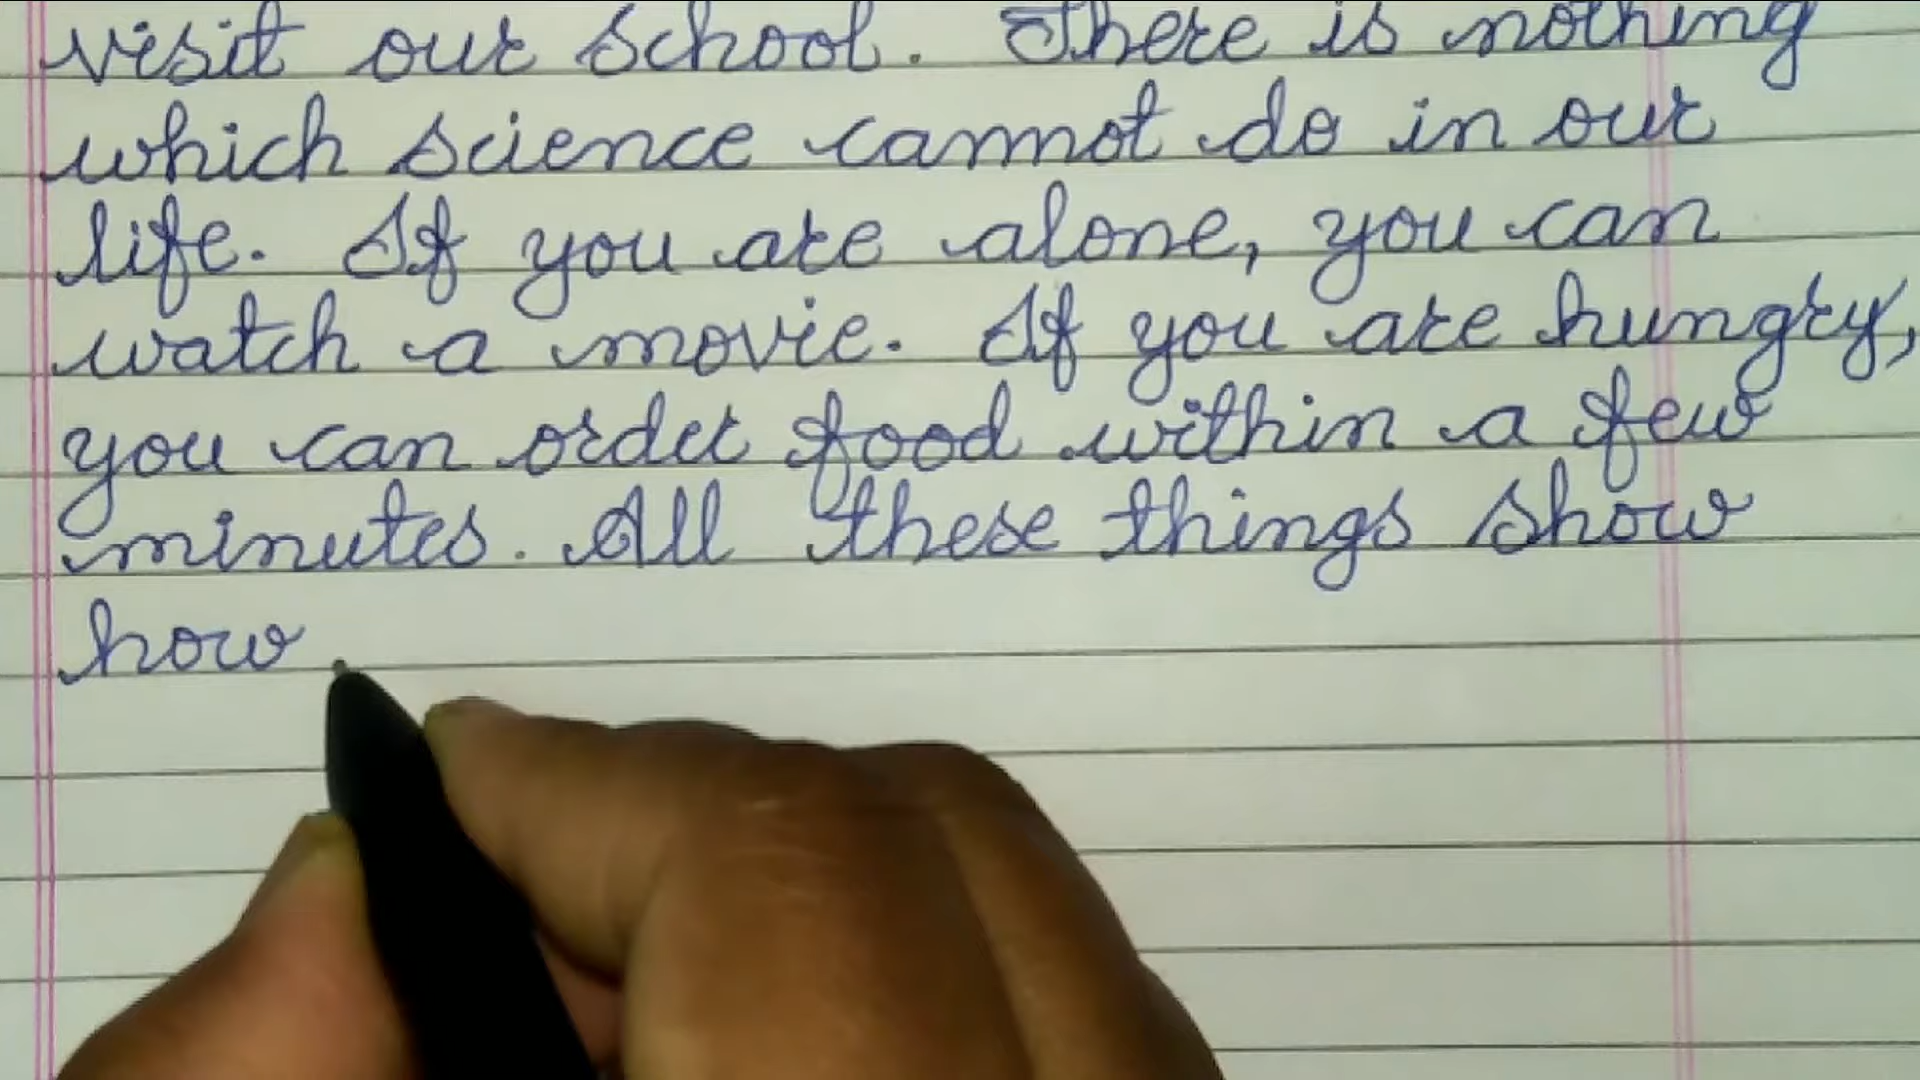 visit our school. There is nothing
which science cannot do in our
life. If you are alone, you can
watch a movie. If you are hungry,
you can order food within a few
minutes. All these things show
how